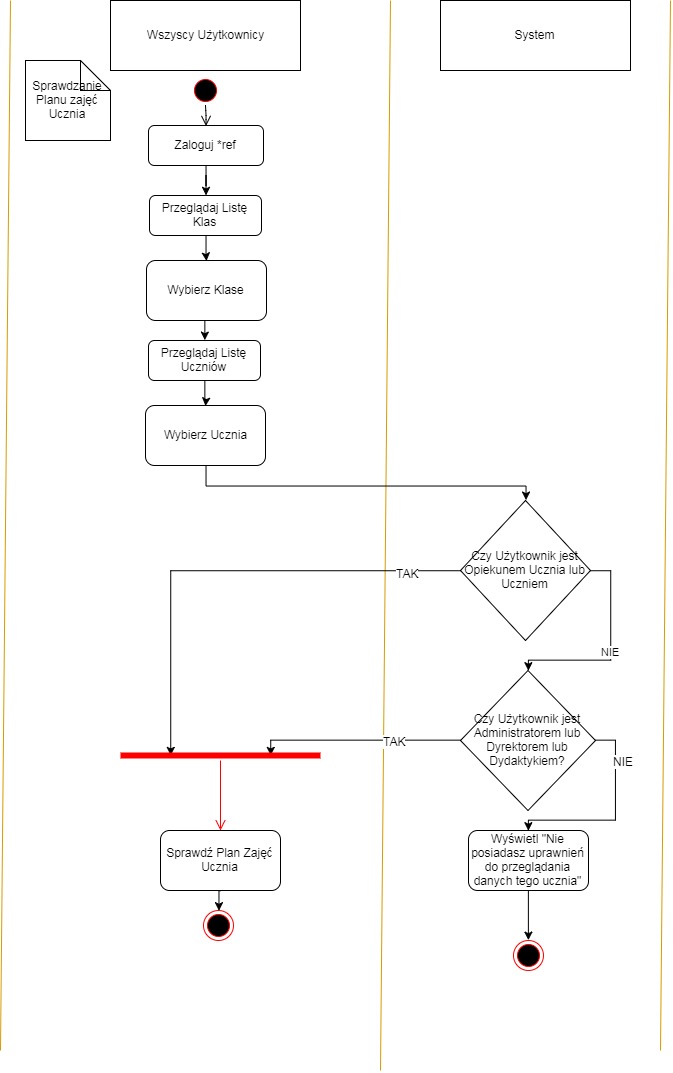 Wszyscy Użytkownicy
System
Sprawdzanie
Planu zajęć
Ucznia
Zaloguj *ref
Przeglądaj Listę
Klas
Wybierz Klase
Przeglądaj Listę
Uczniów
Wybierz Ucznia
Czy Użytkownik jest
Opiekunem Ucznia lub
Uczniem
TAK
NIE
Czy Użytkownik jest
Administratorem lub
Dyrektorem lub
Dydaktykiem?
TAK
NIE
Sprawdź Plan Zajęć
Ucznia
Wyświetl "Nie
posiadasz uprawnień
do przeglądania
danych tego ucznia"